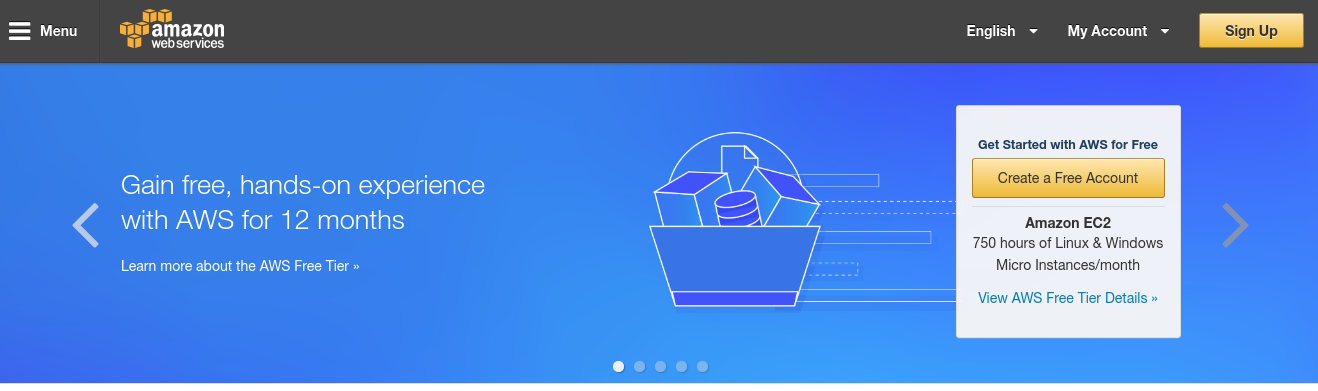 Menu
amazon
webservices
English
My Account
Sign Up
Gain free, hands-on experience
with AWS for 12 months
Learn more about the AWS Free Tier »
Get Started with AWS for Free
Create a Free Account
Amazon EC2
750 hours of Linux & Windows
Micro Instances/month
View AWS Free Tier Details »